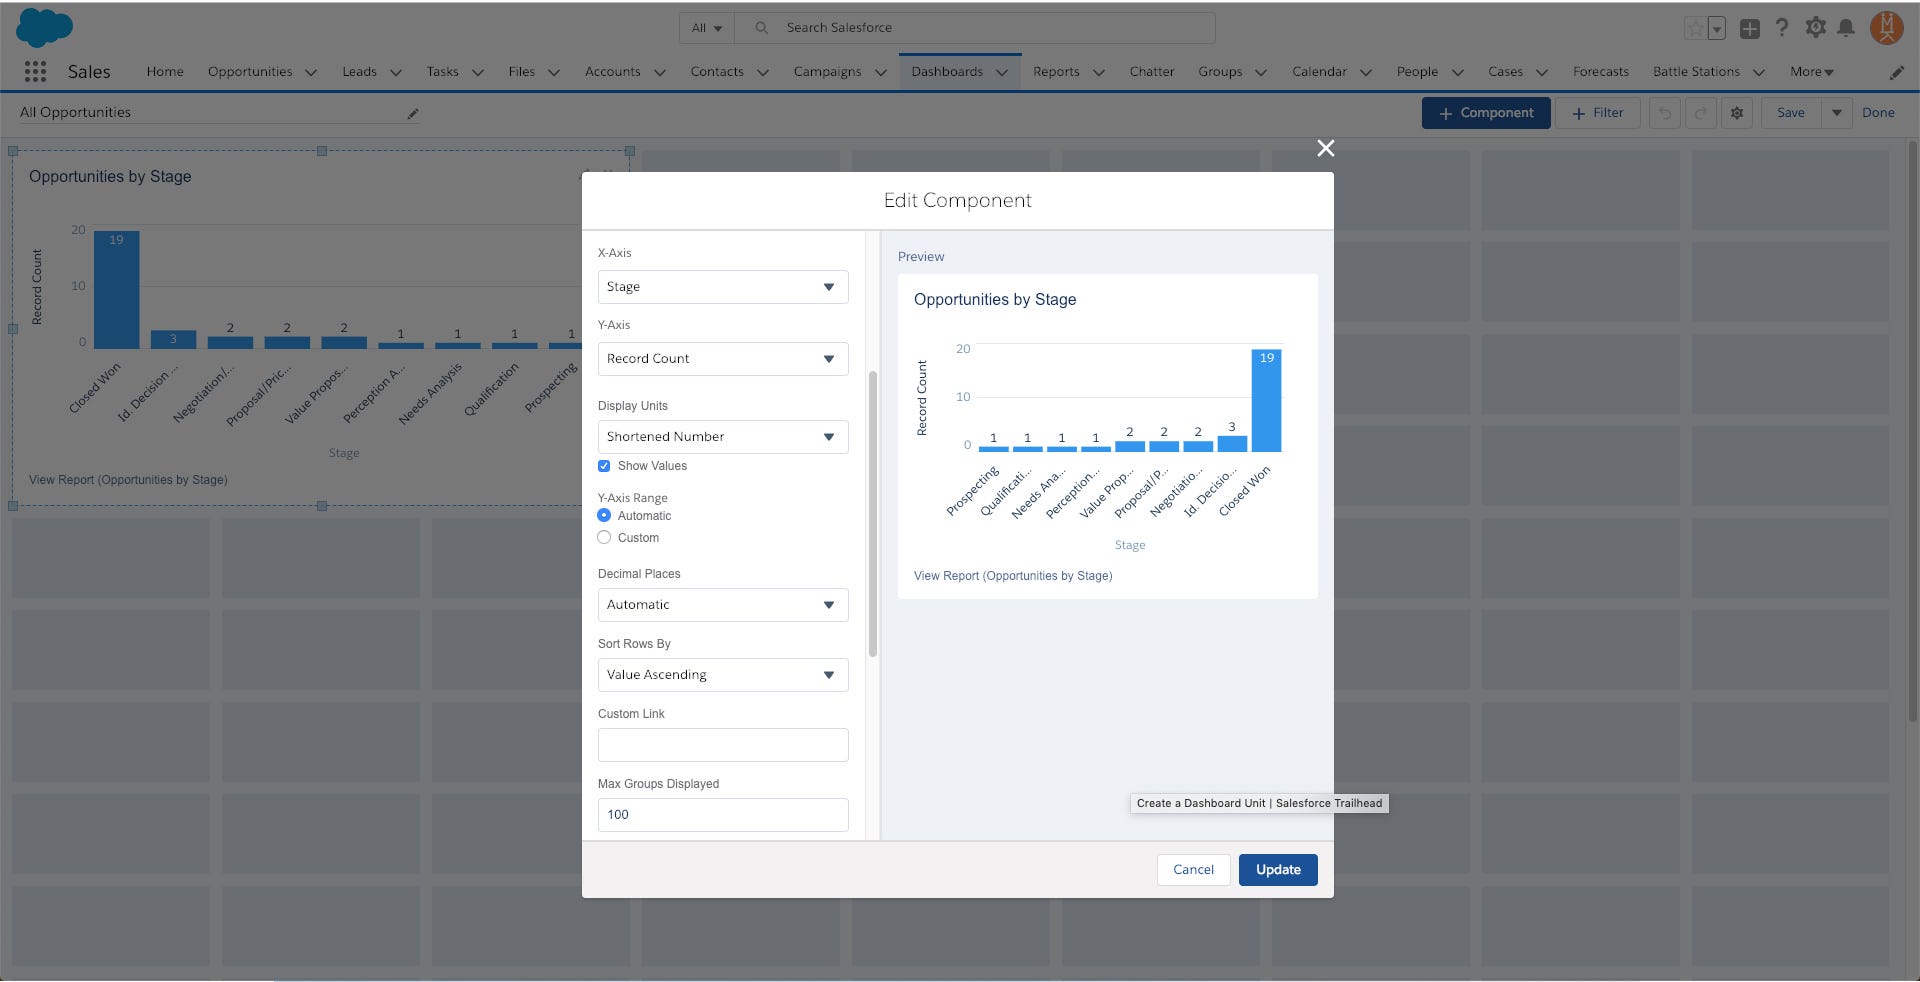 All
Search Salesforce
Sales
Home
Opportunities
Leads
Tasks
Files
Accounts
Contacts
Campaigns
Dashboards
Reports
Chatter
Groups
Calendar
People
Cases
Forecasts
Battle Stations
More
All Opportunities
+ Component
+ Filter
Save
Done
Opportunities by Stage
Record Count
20
10
0
19
3
2
2
2
1
1
1
1
Closed Won
Id. Decision ...
Negotiation/...
Proposal/Pric...
Value Propos...
Perception A...
Needs Analysis
Qualification
Prospecting
Stage
View Report (Opportunities by Stage)
Edit Component
X-Axis
Stage
Y-Axis
Record Count
Display Units
Shortened Number
Show Values
Y-Axis Range
Automatic
Custom
Decimal Places
Automatic
Sort Rows By
Value Ascending
Custom Link
Max Groups Displayed
100
Preview
Opportunities by Stage
Record Count
20
10
0
1
1
1
1
2
2
2
3
19
Prospecting
Qualificati...
Needs Ana...
Perception...
Value Prop...
Proposal/P...
Negotiatio...
Id. Decisio...
Closed Won
Stage
View Report (Opportunities by Stage)
Create a Dashboard Unit | Salesforce Trailhead
Cancel
Update